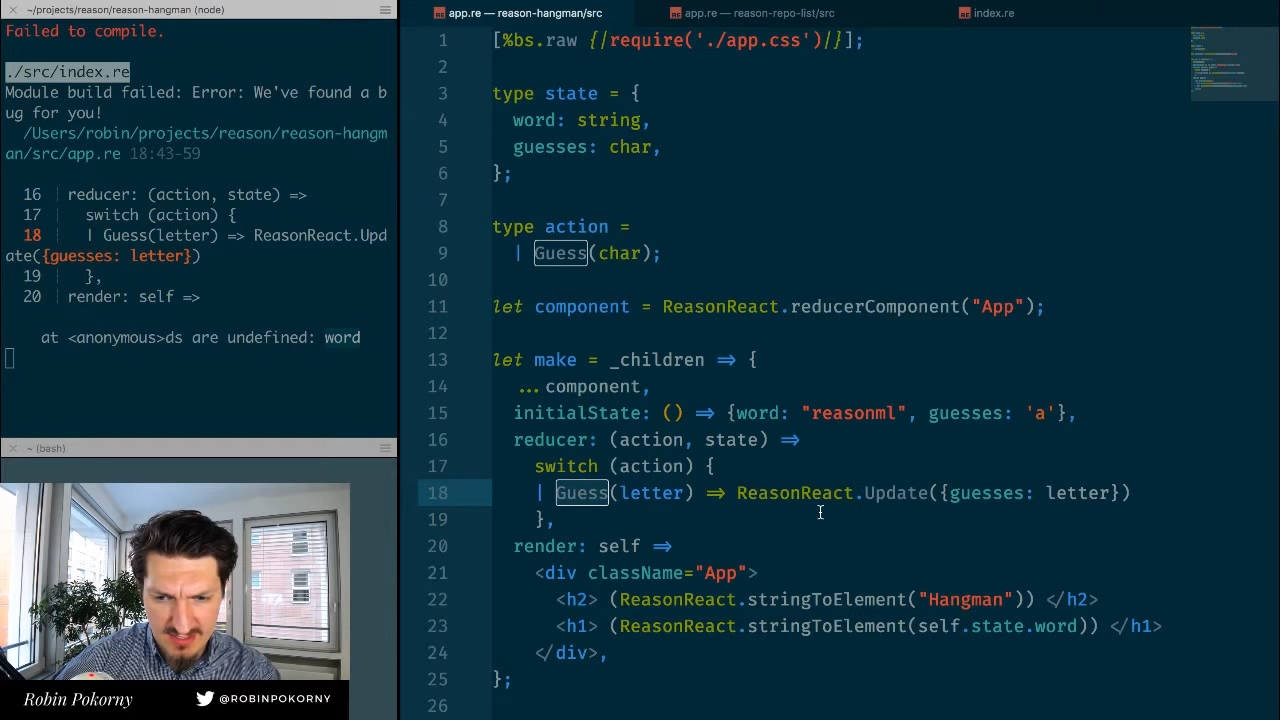 ~/projects/reason/reason-hangman (node)
Failed to compile.
./src/index.re
Module build failed: Error: We've found a b
ug for you!
/Users/robin/projects/reason/reason-hangm
an/src/app.re 18:43-59
16 | reducer: (action, state) =>
17 | switch (action) {
18 | | Guess(letter) => ReasonReact.Upd
ate({guesses: letter})
19 | },
20 | render: self =>
at <anonymous>ds are undefined: word
~ (bash)
Robin Pokorny
@ROBINPOKORNY
app.re — reason-hangman/src
app.re — reason-repo-list/src
index.re
1 [%bs.raw {|require('./app.css')|}];
2
3 type state = {
4 word: string,
5 guesses: char,
6 };
7
8 type action =
9 | Guess(char);
10
11 let component = ReasonReact.reducerComponent("App");
12
13 let make = _children => {
14 ...component,
15 initialState: () => {word: "reasonml", guesses: 'a'},
16 reducer: (action, state) =>
17 switch (action) {
18 | Guess(letter) => ReasonReact.Update({guesses: letter})
19 },
20 render: self =>
21 <div className="App">
22 <h2> (ReasonReact.stringToElement("Hangman")) </h2>
23 <h1> (ReasonReact.stringToElement(self.state.word)) </h1>
24 </div>,
25 };
26